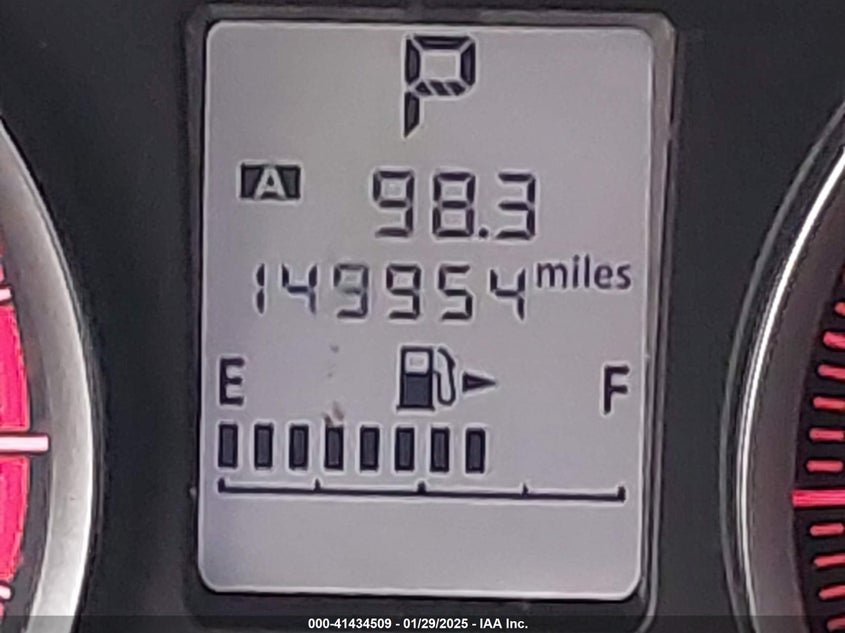 P
A 98.3
149954 miles
E F
000-41434509 - 01/29/2025 - IAA Inc.